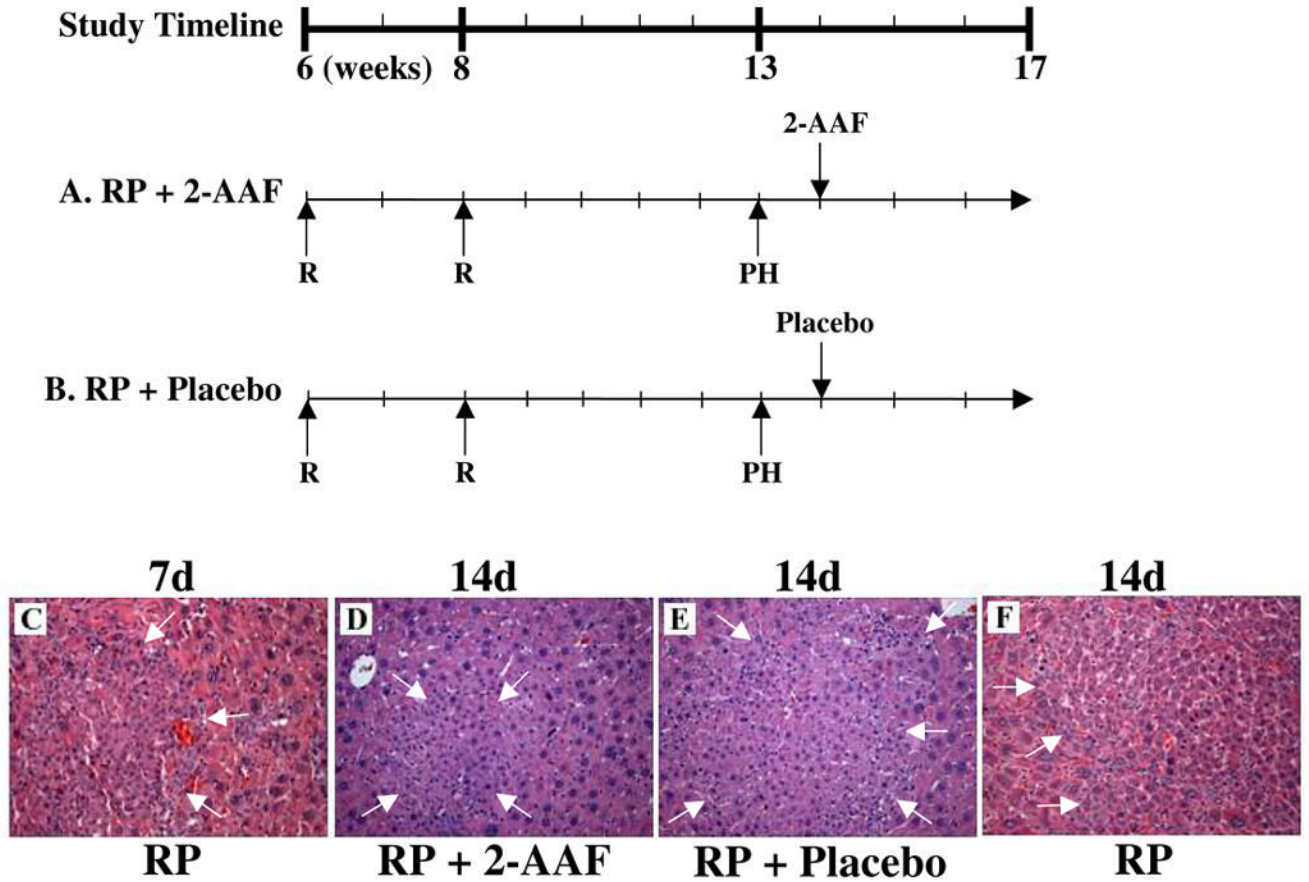 Study Timeline
6 (weeks) 8 13 17
2-AAF
A. RP + 2-AAF
R R PH
Placebo
B. RP + Placebo
R R PH
7d 14d 14d 14d
C D E F
RP RP + 2-AAF RP + Placebo RP